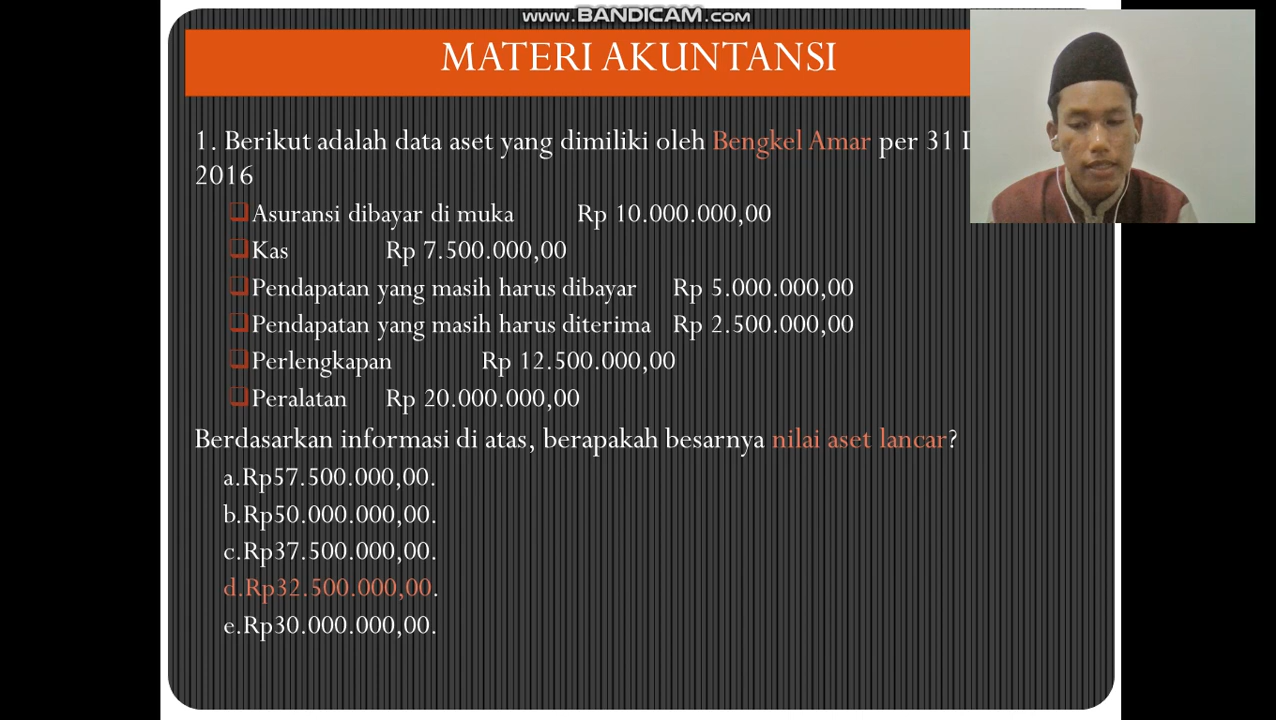 www.BANDICAM.com
MATERI AKUNTANSI
1. Berikut adalah data aset yang dimiliki oleh Bengkel Amar per 31
2016
Asuransi dibayar di muka Rp 10.000.000,00
Kas Rp 7.500.000,00
Pendapatan yang masih harus dibayar Rp 5.000.000,00
Pendapatan yang masih harus diterima Rp 2.500.000,00
Perlengkapan Rp 12.500.000,00
Peralatan Rp 20.000.000,00
Berdasarkan informasi di atas, berapakah besarnya nilai aset lancar?
a.Rp57.500.000,00.
b.Rp50.000.000,00.
c.Rp37.500.000,00.
d.Rp32.500.000,00.
e.Rp30.000.000,00.